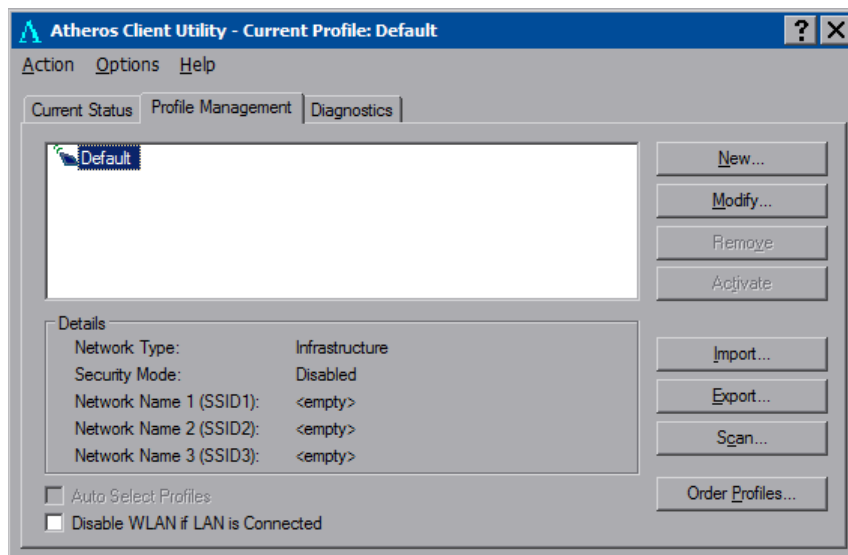 Atheros Client Utility - Current Profile: Default
Action Options Help
Current Status Profile Management Diagnostics
Default
New...
Modify...
Remove
Activate
Details
Network Type: Infrastructure
Security Mode: Disabled
Network Name 1 (SSID1): <empty>
Network Name 2 (SSID2): <empty>
Network Name 3 (SSID3): <empty>
Import...
Export...
Scan...
Order Profiles...
Auto Select Profiles
Disable WLAN if LAN is Connected